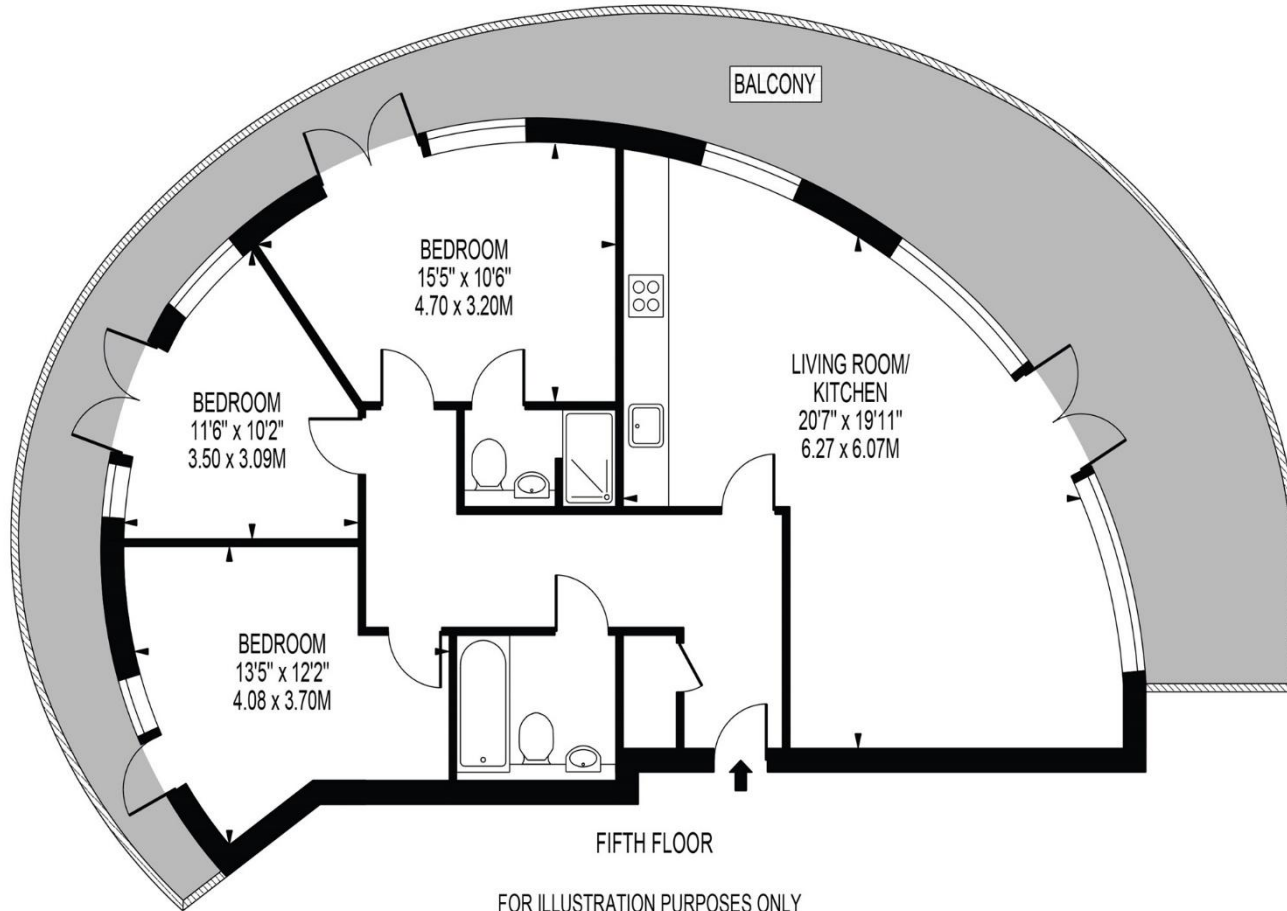 BALCONY
BEDROOM
15'5" x 10'6"
4.70 x 3.20M
LIVING ROOM/
KITCHEN
20'7" x 19'11"
6.27 x 6.07M
BEDROOM
11'6" x 10'2"
3.50 x 3.09M
BEDROOM
13'5" x 12'2"
4.08 x 3.70M
FIFTH FLOOR
FOR ILLUSTRATION PURPOSES ONLY